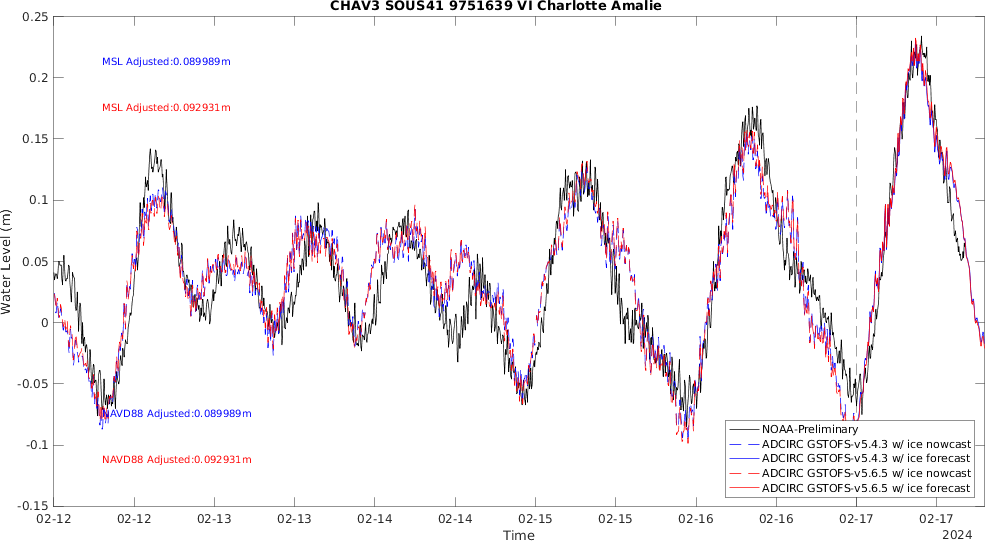 CHAV3 SOUS41 9751639 VI Charlotte Amalie
0.25
0.2
0.15
0.1
0.05
0
-0.05
-0.1
-0.15
Water Level (m)
MSL Adjusted:0.089989m
MSL Adjusted:0.092931m
NAVD88 Adjusted:0.089989m
NAVD88 Adjusted:0.092931m
NOAA-Preliminary
ADCIRC GSTOFS-v5.4.3 w/ ice nowcast
ADCIRC GSTOFS-v5.4.3 w/ ice forecast
ADCIRC GSTOFS-v5.6.5 w/ ice nowcast
ADCIRC GSTOFS-v5.6.5 w/ ice forecast
02-12 02-12 02-13 02-13 02-14 02-14 02-15 02-15 02-16 02-16 02-17 02-17
Time
2024